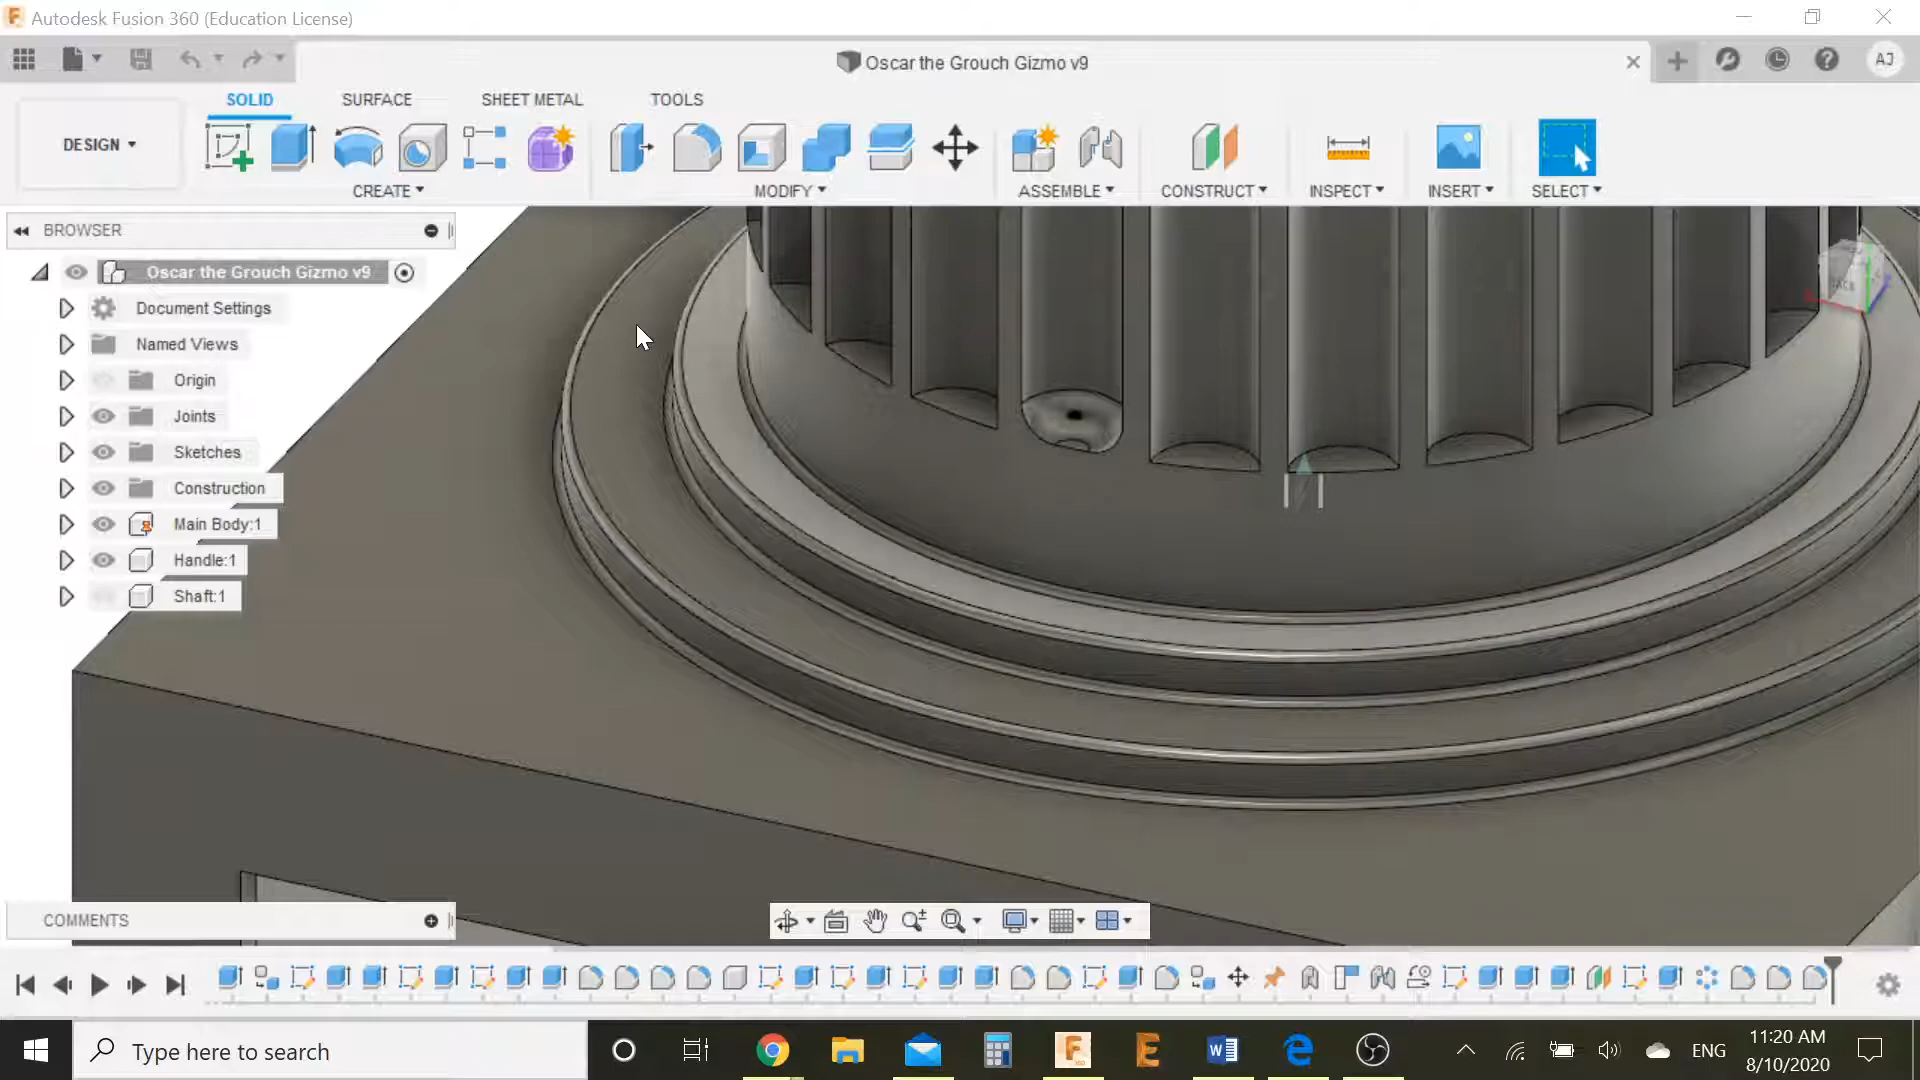 Autodesk Fusion 360 (Education License)
Oscar the Grouch Gizmo v9
AJ
SOLID
SURFACE
SHEET METAL
TOOLS
DESIGN
CREATE
MODIFY
ASSEMBLE
CONSTRUCT
INSPECT
INSERT
SELECT
BROWSER
Oscar the Grouch Gizmo v9
Document Settings
Named Views
Origin
Joints
Sketches
Construction
Main Body:1
Handle:1
Shaft:1
COMMENTS
Type here to search
ENG
11:20 AM
8/10/2020